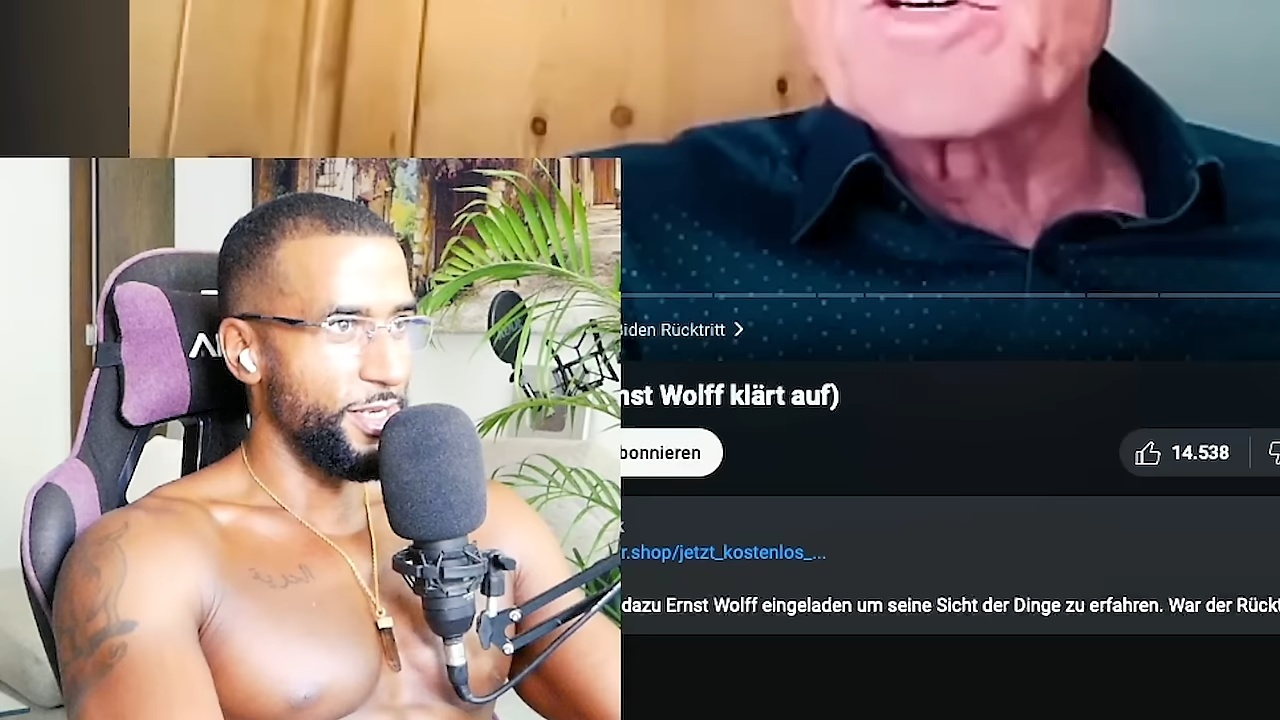 Biden Rücktritt
nst Wolff klärt auf)
bonnieren
14.538
r.shop/jetzt_kostenlos_...
dazu Ernst Wolff eingeladen um seine Sicht der Dinge zu erfahren. War der Rückt